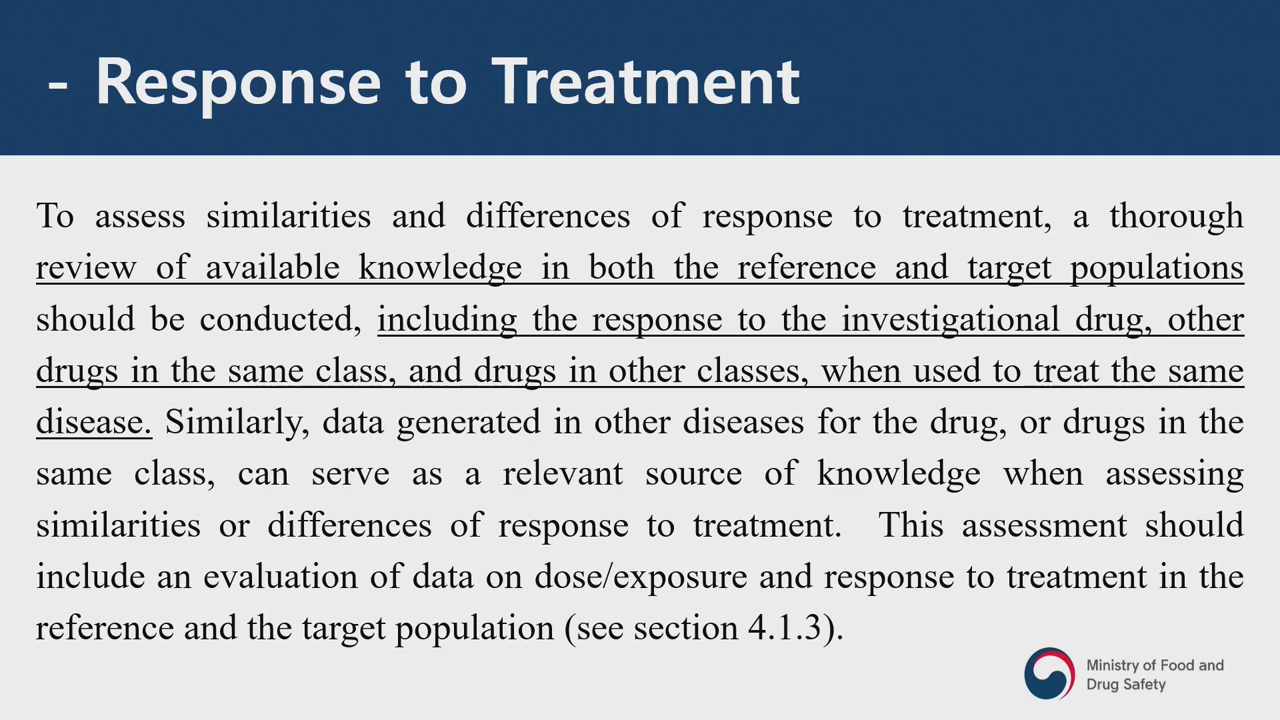 - Response to Treatment
To assess similarities and differences of response to treatment, a thorough
review of available knowledge in both the reference and target populations
should be conducted, including the response to the investigational drug, other
drugs in the same class, and drugs in other classes, when used to treat the same
disease. Similarly, data generated in other diseases for the drug, or drugs in the
same class, can serve as a relevant source of knowledge when assessing
similarities or differences of response to treatment. This assessment should
include an evaluation of data on dose/exposure and response to treatment in the
reference and the target population (see section 4.1.3).
Ministry of Food and
Drug Safety